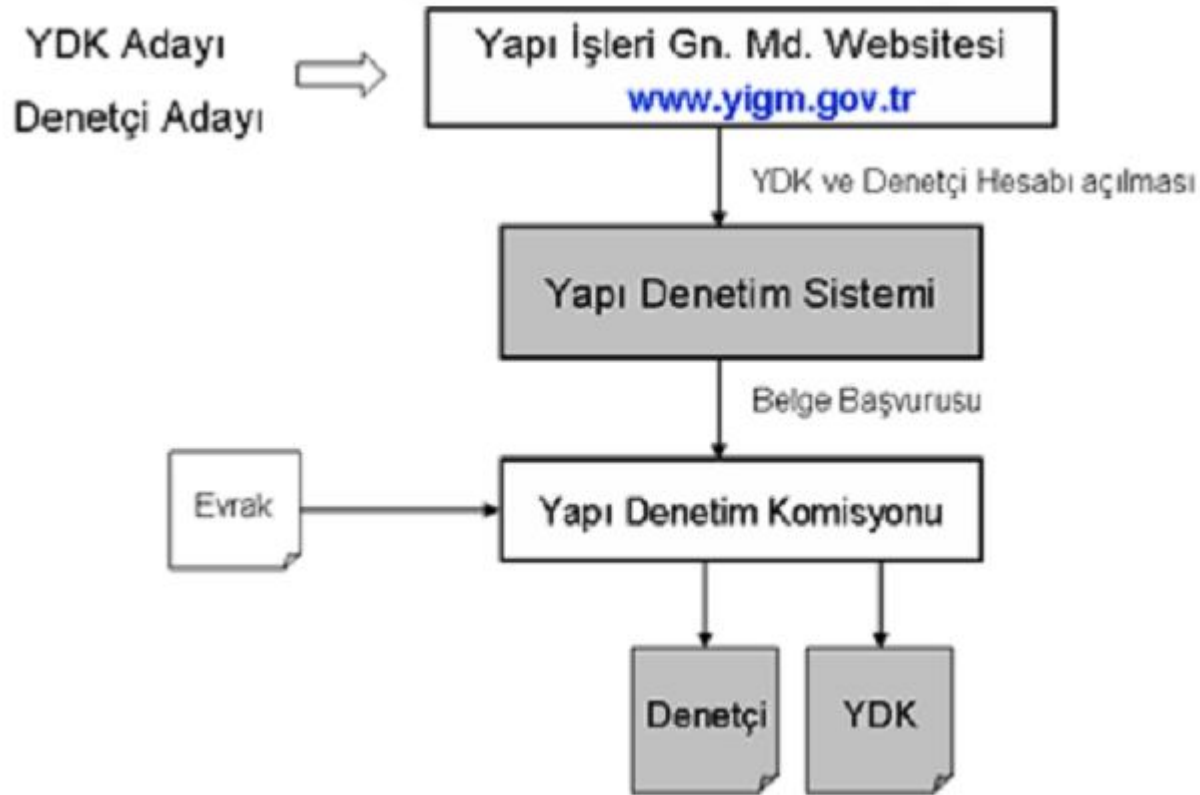 YDK Adayı
Denetçi Adayı
Yapı İşleri Gn. Md. Websitesi
www.yigm.gov.tr
YDK ve Denetçi Hesabı açılması
Yapı Denetim Sistemi
Belge Başvurusu
Evrak
Yapı Denetim Komisyonu
Denetçi
YDK